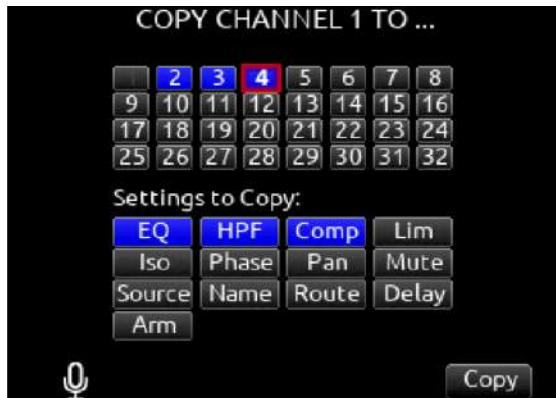 COPY CHANNEL 1 TO ...
1 2 3 4 5 6 7 8
9 10 11 12 13 14 15 16
17 18 19 20 21 22 23 24
25 26 27 28 29 30 31 32
Settings to Copy:
EQ HPF Comp Lim
Iso Phase Pan Mute
Source Name Route Delay
Arm
Copy